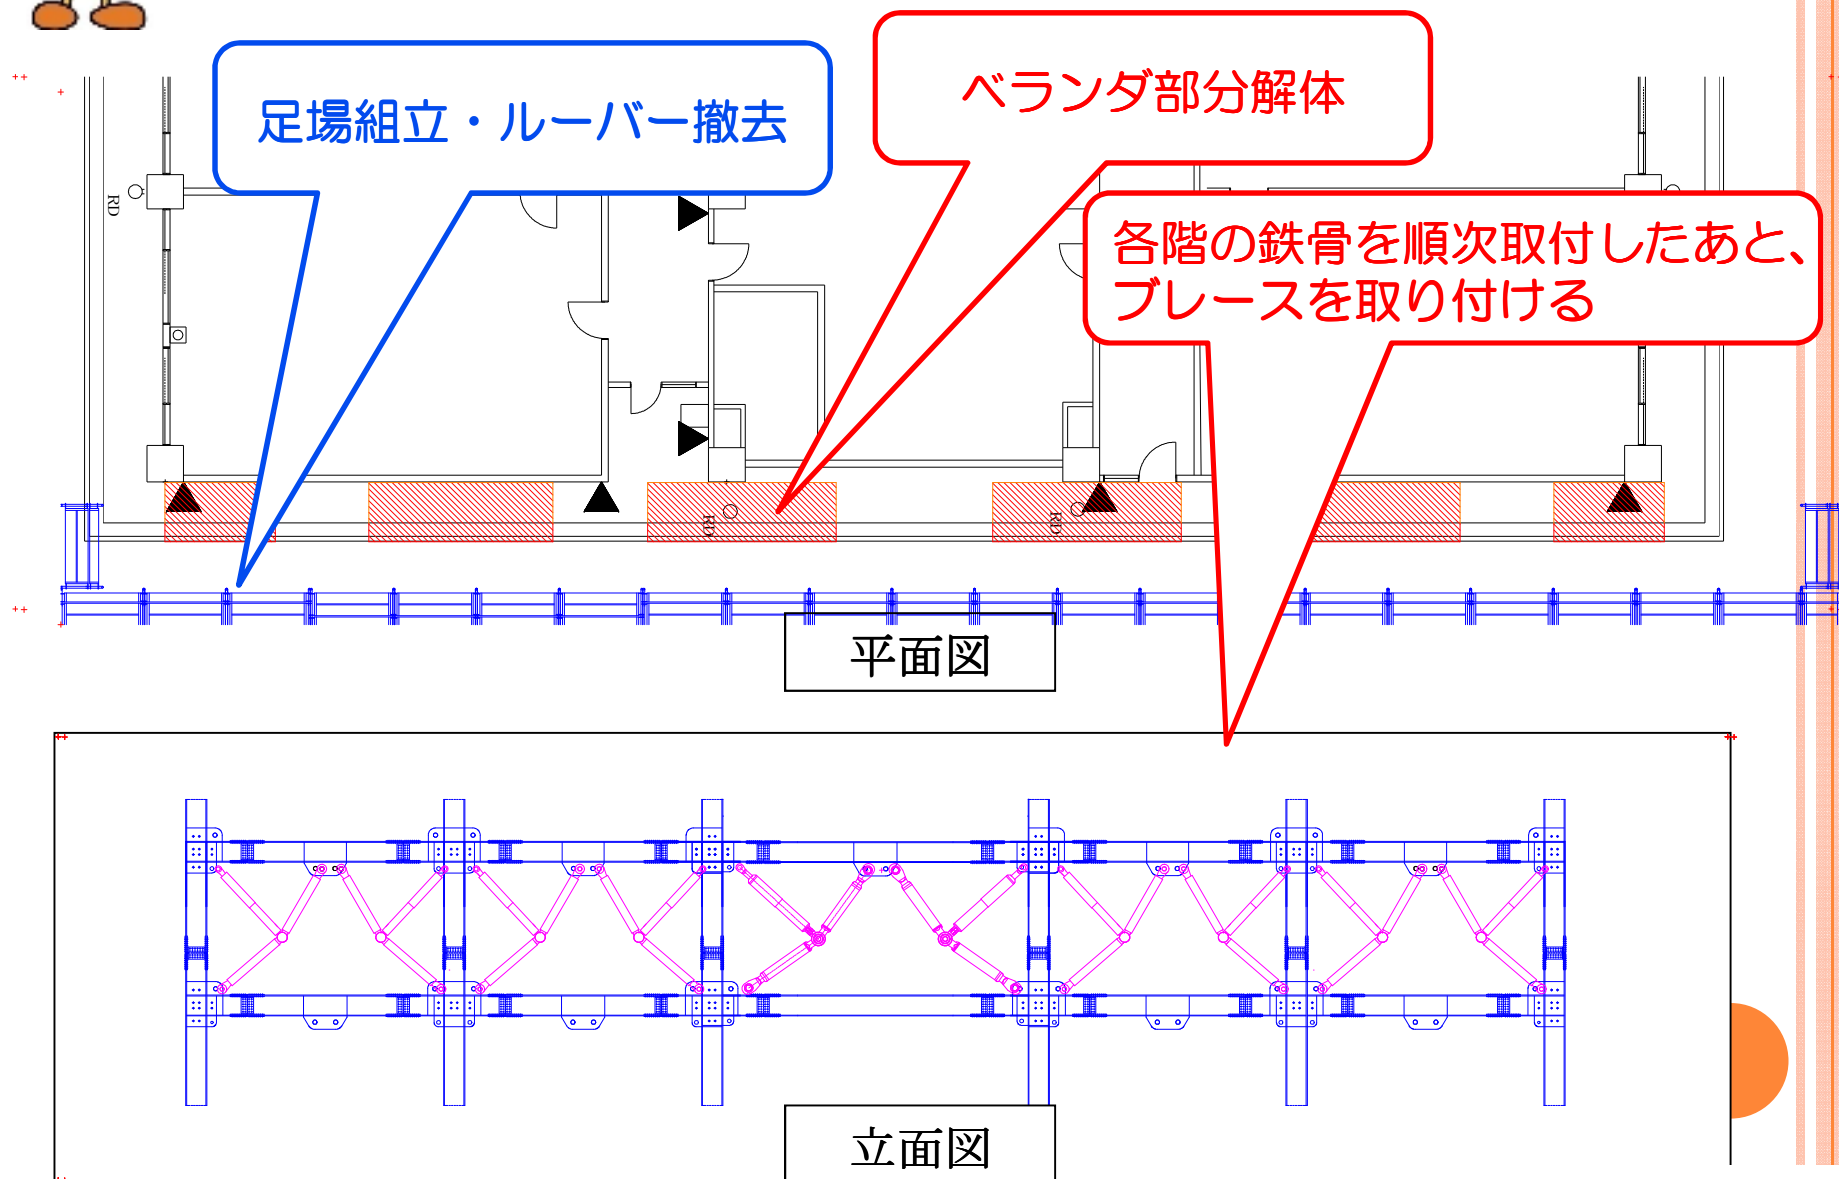 足場組立・ルーバー撤去
ベランダ部分解体
各階の鉄骨を順次取付したあと、
ブレースを取り付ける
RD
RD
RD
平面図
立面図